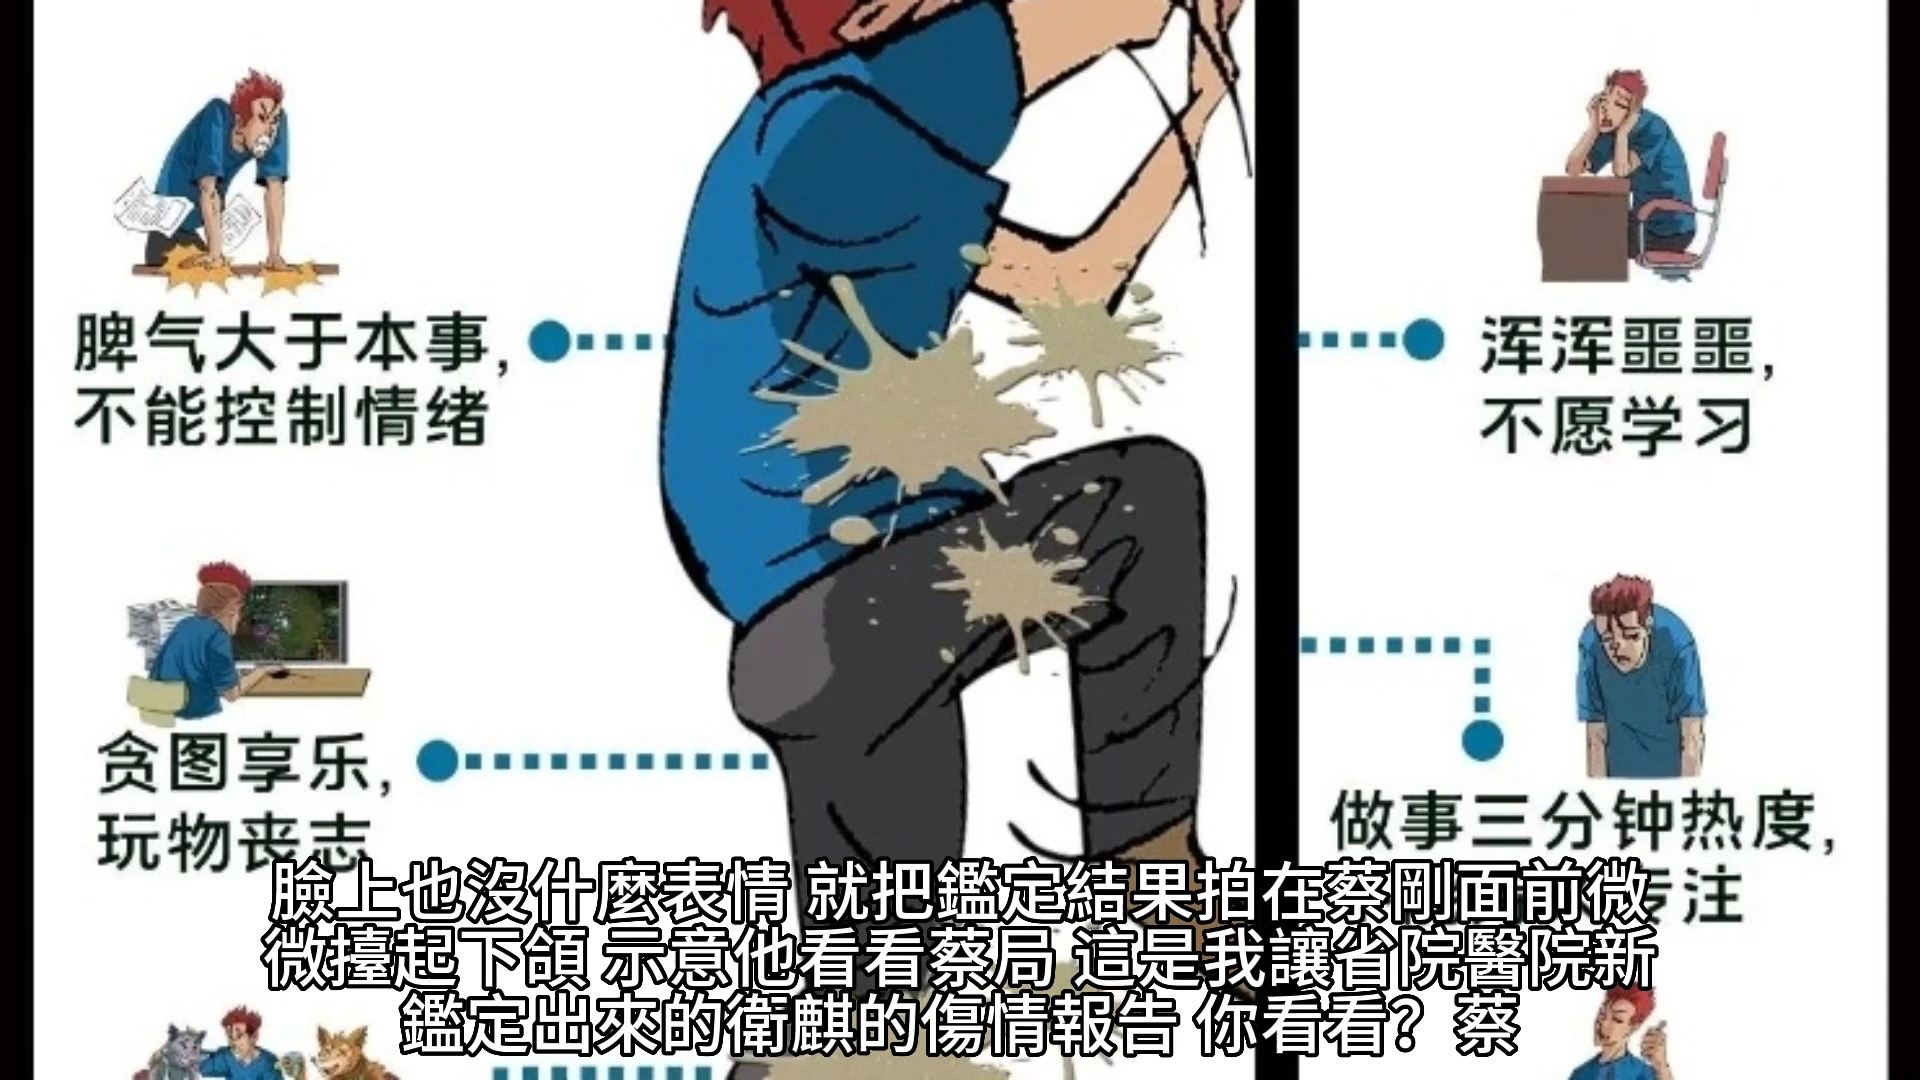 脾气大于本事,
不能控制情绪
浑浑噩噩,
不愿学习
贪图享乐,
玩物丧志
做事三分钟热度,
专注
臉上也沒什麼表情 就把鑑定結果拍在蔡剛面前微
微擡起下頜 示意他看看蔡局 這是我讓省院醫院新
鑑定出來的衛麒的傷情報告 你看看？蔡